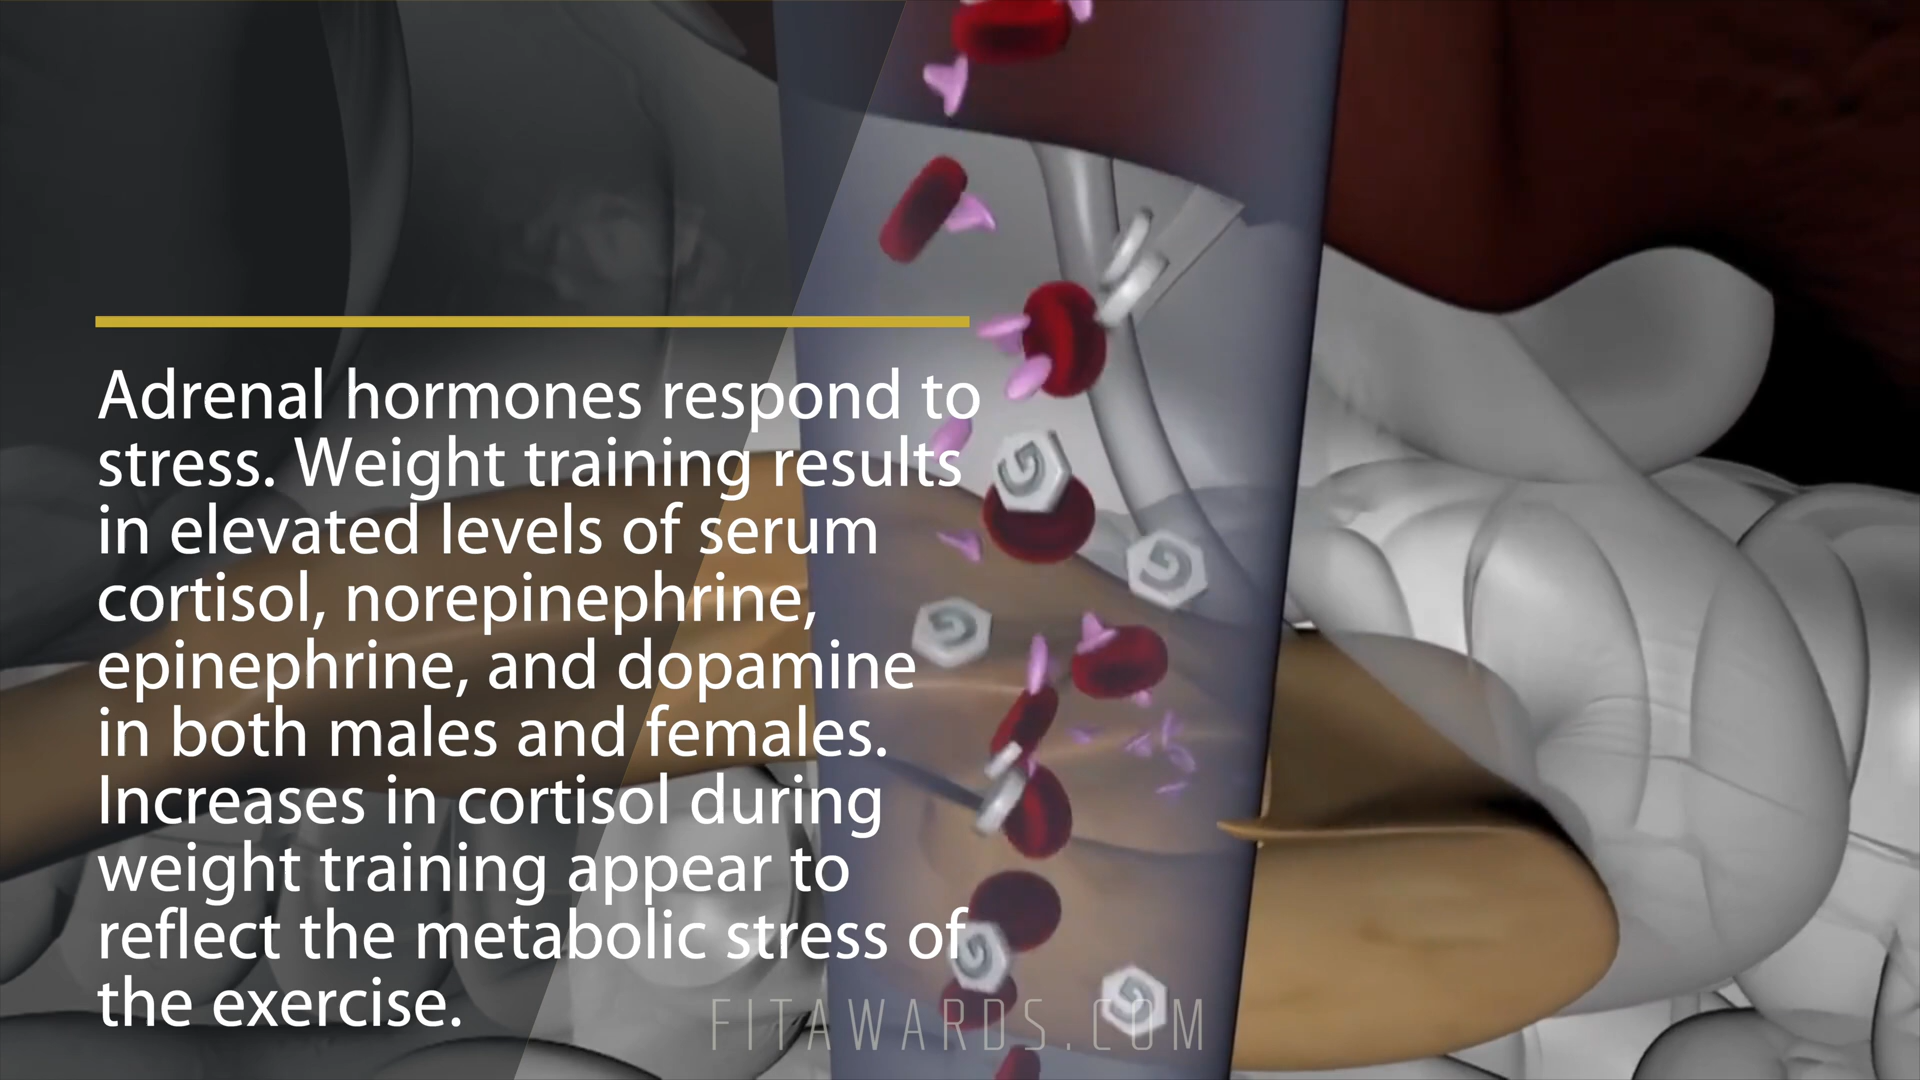 Adrenal hormones respond to
stress. Weight training results
in elevated levels of serum
cortisol, norepinephrine,
epinephrine, and dopamine
in both males and females.
Increases in cortisol during
weight training appear to
reflect the metabolic stress of
the exercise.
FITAWARDS.COM